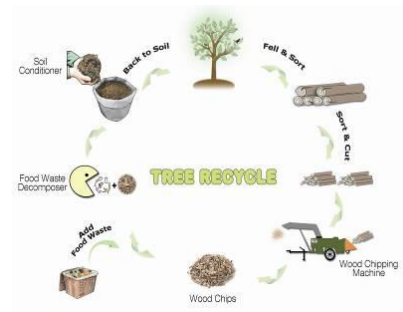 Fell & Sort
Sort & Cut
Wood Chipping
Machine
Wood Chips
Add
Food Waste
Food Waste
Decomposer
Soil
Conditioner
Back to Soil
TREE RECYCLE